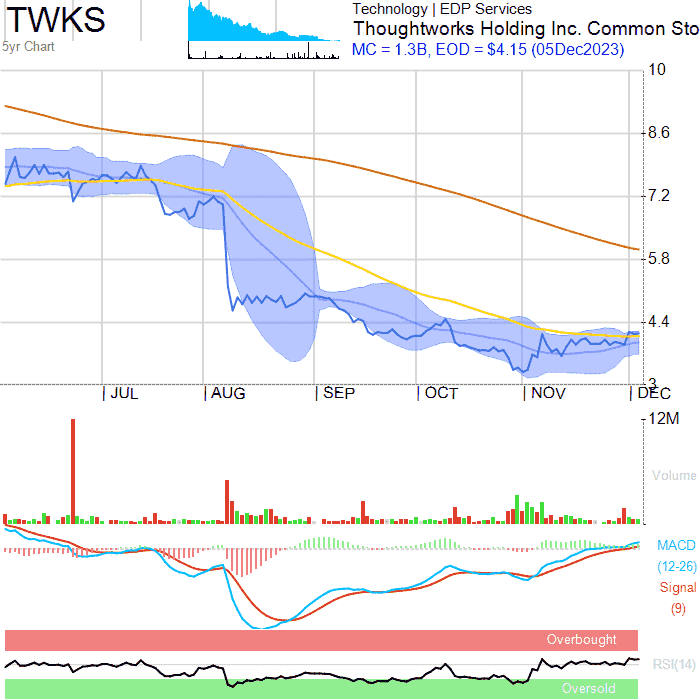 TWKS
5yr Chart
Technology | EDP Services
Thoughtworks Holding Inc. Common Sto
MC = 1.3B, EOD = $4.15 (05Dec2023)
10
8.6
7.2
5.8
4.4
3
JUL AUG SEP OCT NOV DEC
12M
Volume
MACD
(12-26)
Signal
(9)
Overbought
RSI(14)
Oversold